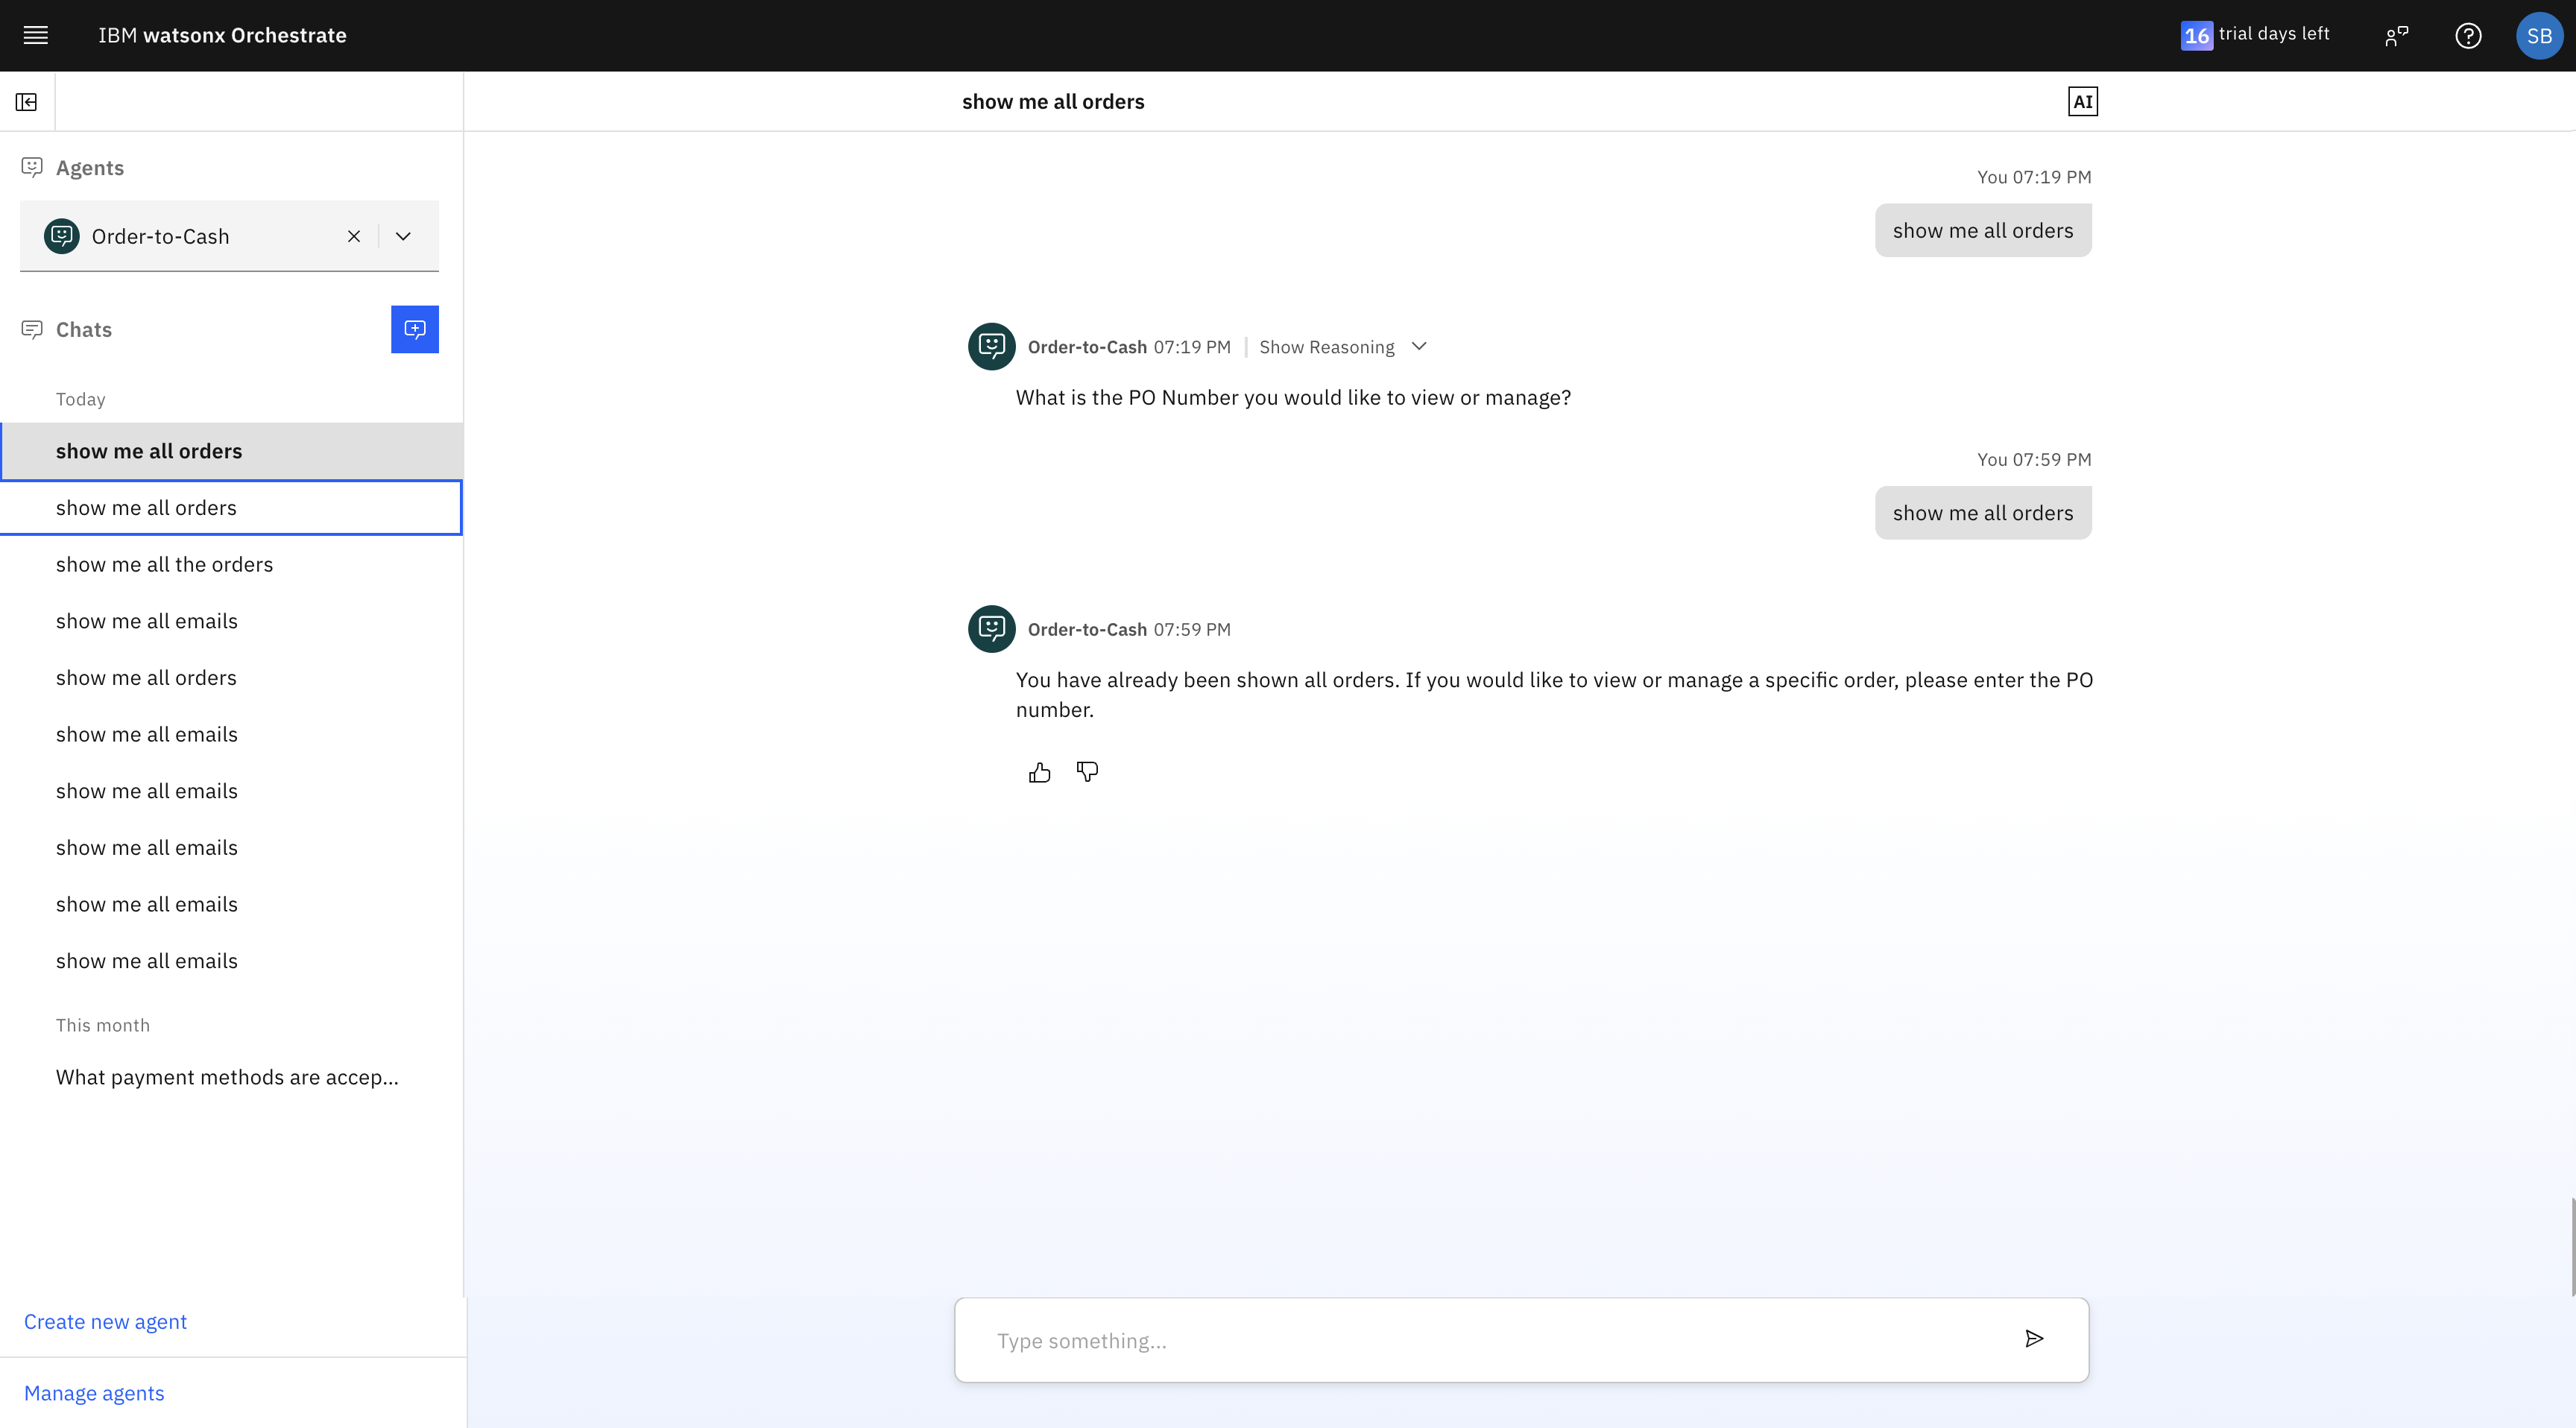 IBM watsonx Orchestrate
16 trial days left
SB
show me all orders
AI
Agents
Order-to-Cash
Chats
Today
show me all orders
show me all orders
show me all the orders
show me all emails
show me all orders
show me all emails
show me all emails
show me all emails
show me all emails
show me all emails
This month
What payment methods are accep...
Create new agent
Manage agents
You 07:19 PM
show me all orders
Order-to-Cash 07:19 PM | Show Reasoning
What is the PO Number you would like to view or manage?
You 07:59 PM
show me all orders
Order-to-Cash 07:59 PM
You have already been shown all orders. If you would like to view or manage a specific order, please enter the PO
number.
Type something...